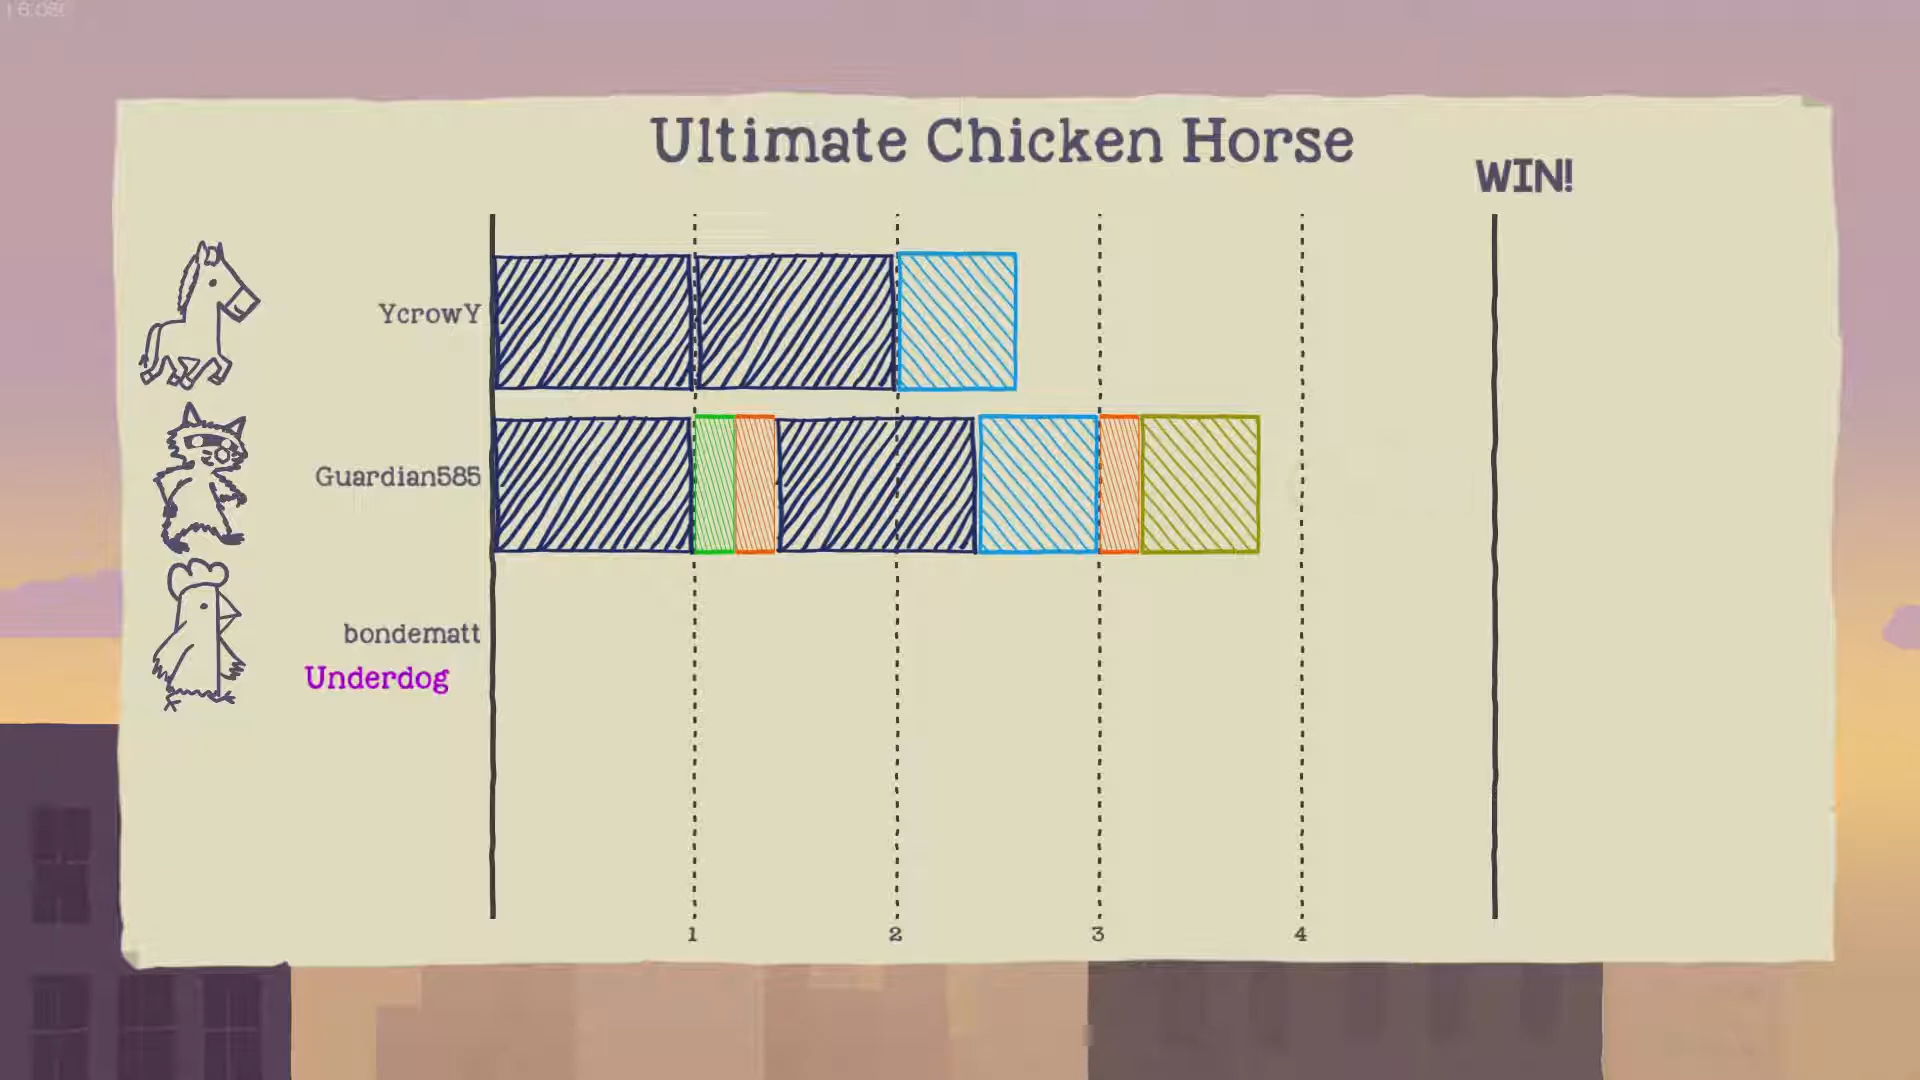 Ultimate Chicken Horse
WIN!
YcrowY
Guardian585
bondematt
Underdog
1 2 3 4